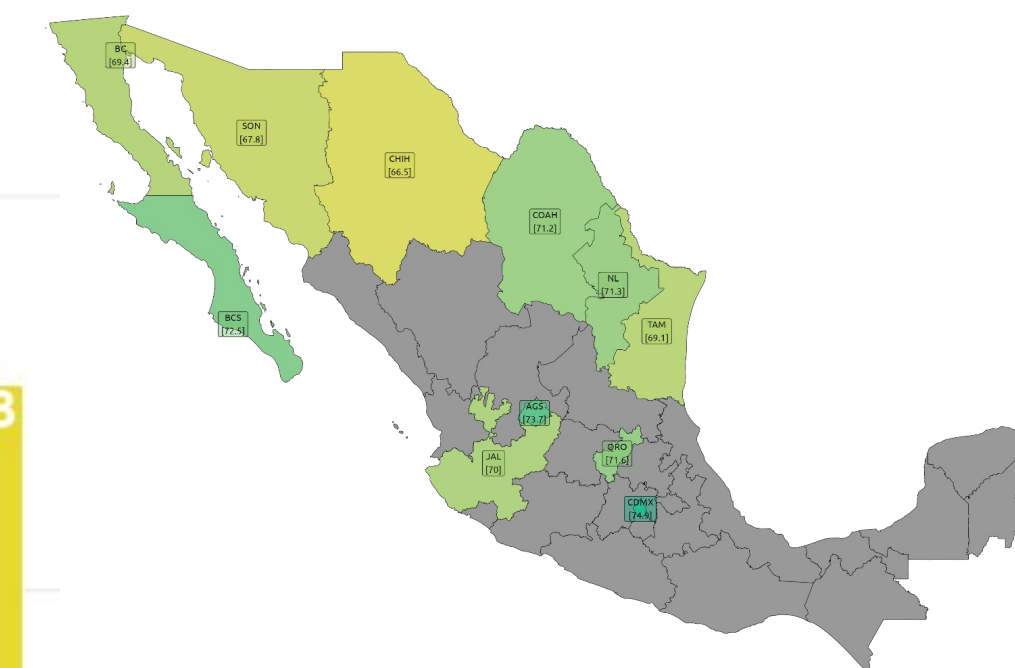 BC
[69.4]
SON
[67.8]
CHIH
[66.5]
COAH
[71.2]
NL
[71.3]
BCS
[72.5]
TAM
[69.1]
AGS
[73.7]
JAL
[70]
QRO
[71.6]
CDMX
[74.9]
3